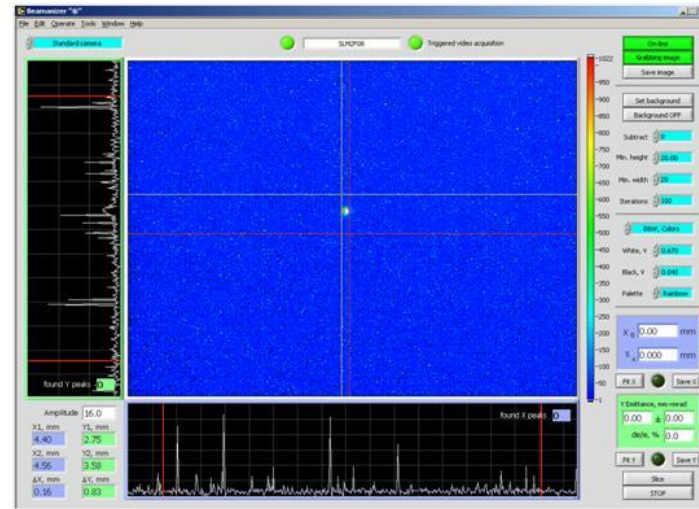 Beamanizer "®"
File Edit Operate Tools Window Help
Standard camera
SLM2F08
Triggered video acquisition
On-line
Grabbing image
Save image
Set background
Background OFF
Subtract 8
Min. height 20.00
Min. width 20
Iterations 100
B&W, Colors
White, V 0.670
Black, V 0.040
Palette Rainbow
1022
950
900
850
800
750
700
650
600
550
500
450
400
350
300
250
200
150
100
50
1
X 0.00 mm
S x 0.000 mm
Fit X Save X
found Y peaks 0
found X peaks 0
Amplitude 16.0
X1, mm Y1, mm
4.40 2.75
X2, mm Y2, mm
4.56 3.58
ΔX, mm ΔY, mm
0.16 0.83
Y Emittance, mm·mrad
0.00 ± 0.00
de/e, % 0.0
Fit Y Save Y
Slice
STOP